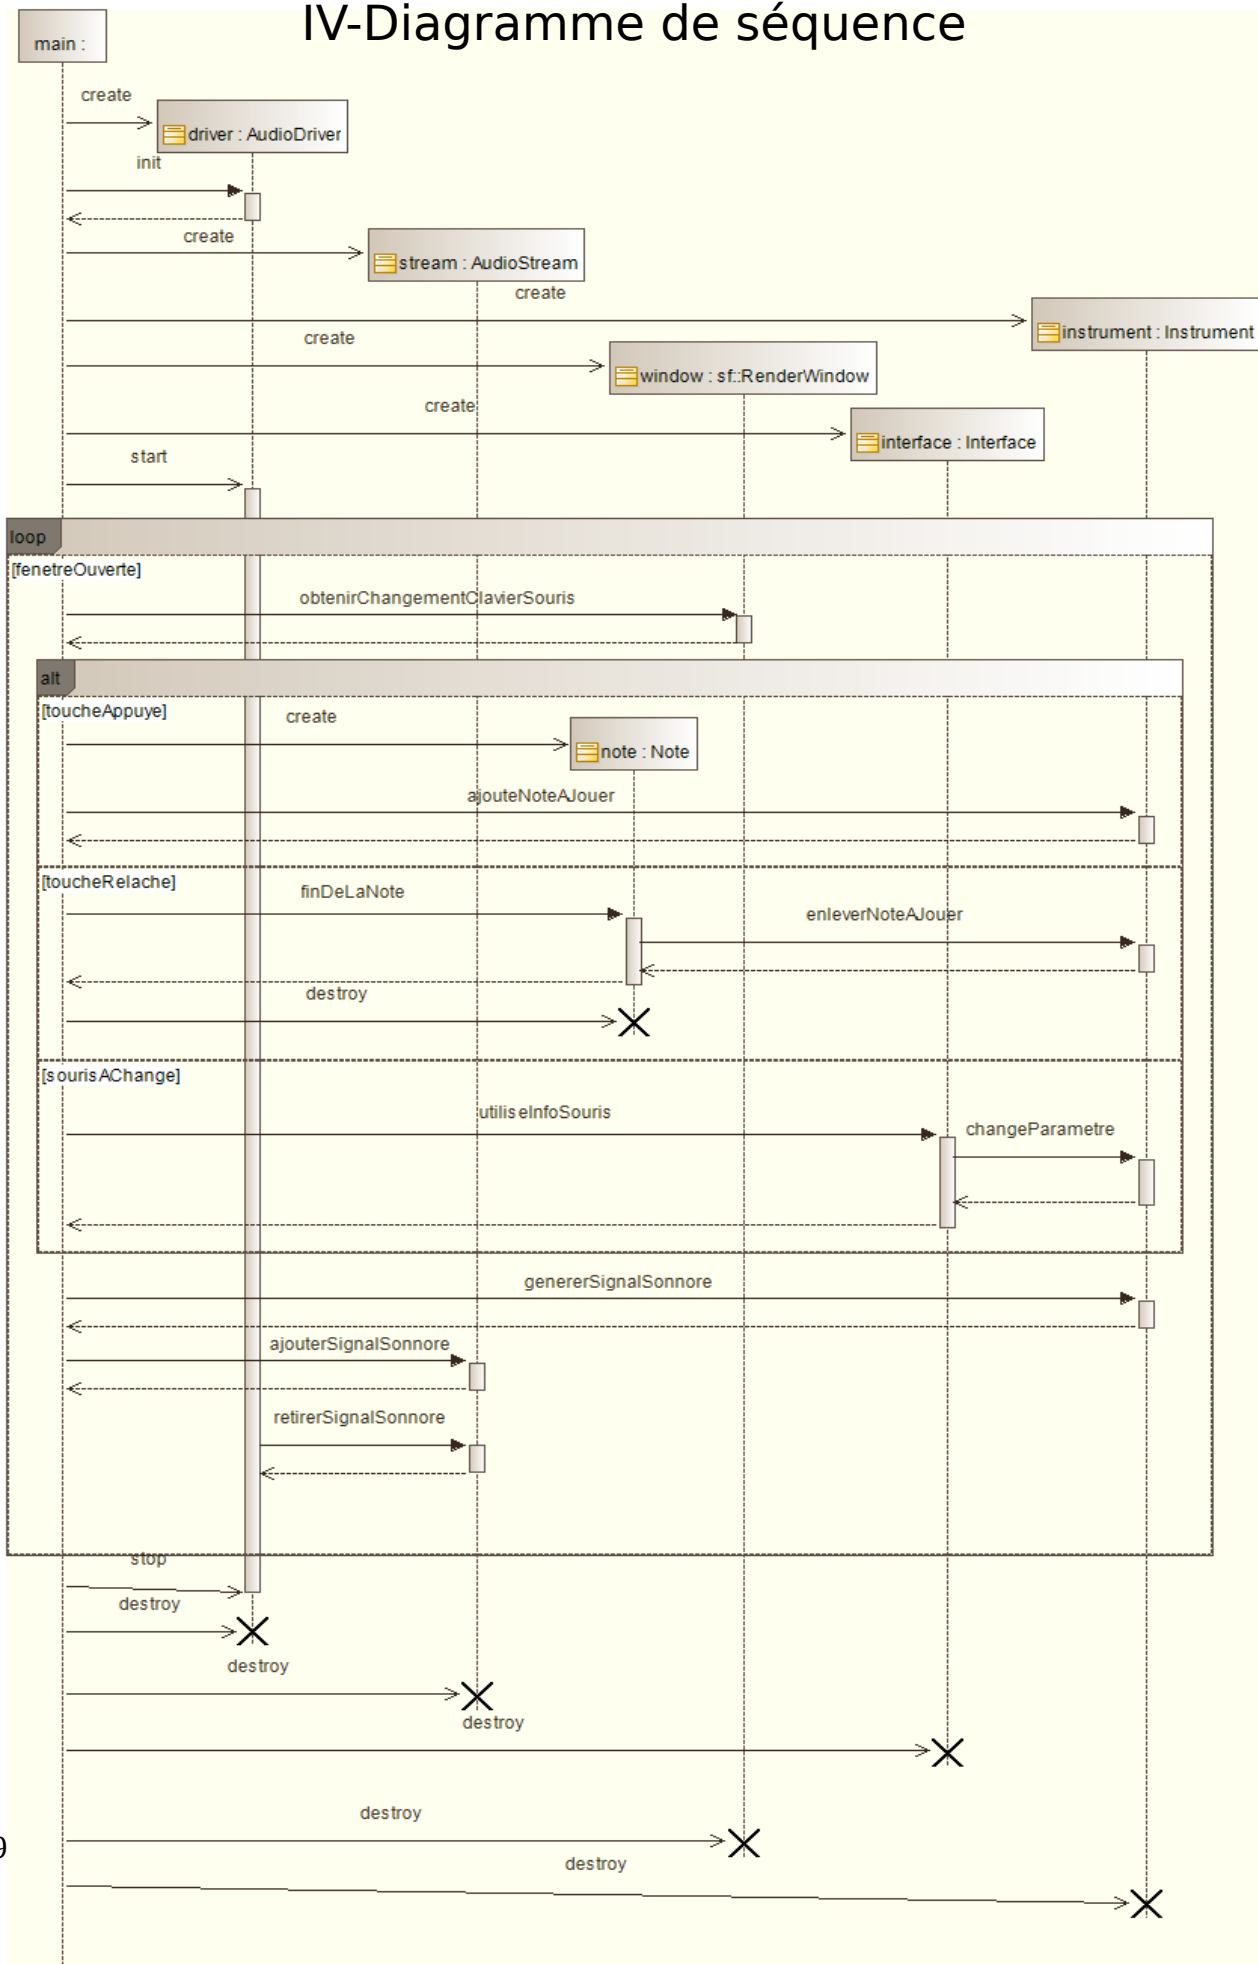 IV-Diagramme de séquence
main :
create
driver : AudioDriver
init
create
stream : AudioStream
create
instrument : Instrument
create
window : sf::RenderWindow
create
interface : Interface
start
loop
[fenetreOuverte]
obtenirChangementClavierSouris
alt
[toucheAppuye]
create
note : Note
ajouteNoteAJouer
[toucheRelache]
finDeLaNote
enleverNoteAJouer
destroy
[sourisAChange]
utiliseInfoSouris
changeParametre
genererSignalSonnore
ajouterSignalSonnore
retirerSignalSonnore
stop
destroy
destroy
destroy
destroy
9
destroy